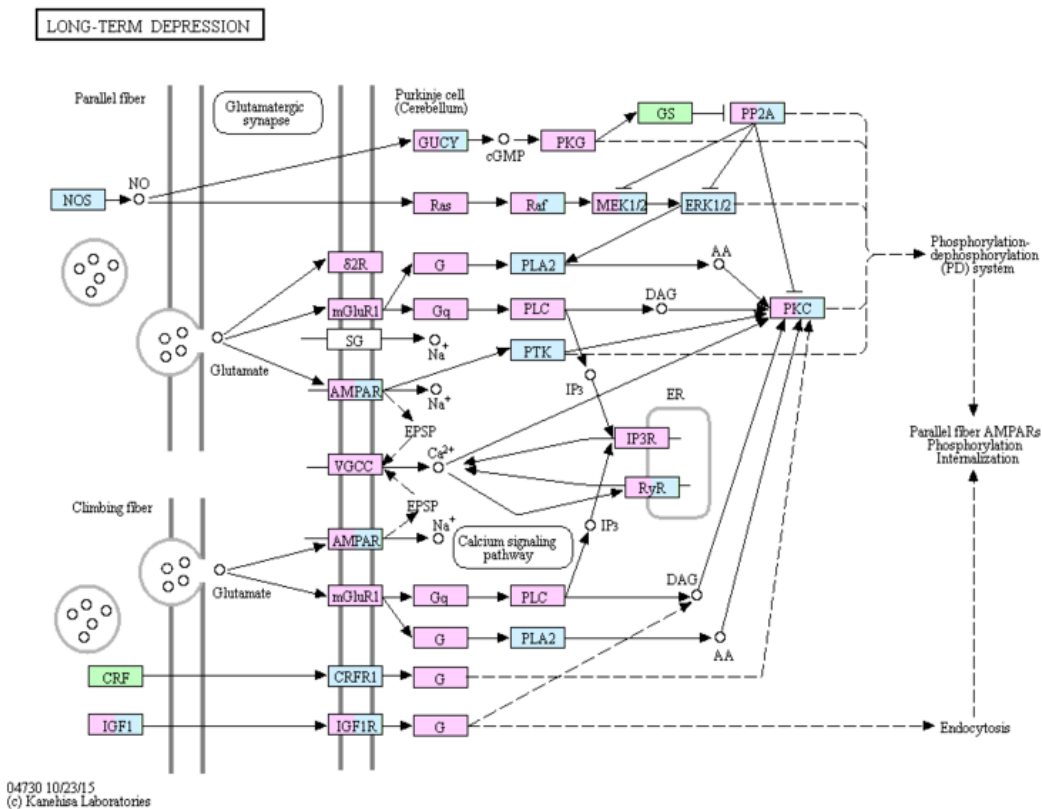 LONG-TERM DEPRESSION
Parallel fiber
Glutamatergic
synapse
Purkinje cell
(Cerebellum)
GS
PP2A
GUCY
cGMP
PKG
NOS
NO
Ras
Raf
MEK1/2
ERK1/2
δ2R
G
PLA2
AA
Phosphorylation-
dephosphorylation
(PD) system
mGluR1
Gq
PLC
DAG
PKC
SG
Na+
PTK
Glutamate
AMPAR
Na+
IP3
ER
EPSP
IP3R
Parallel fiber AMPARs
Phosphorylation
Internalization
VGCC
Ca2+
RyR
Climbing fiber
EPSP
Na+
IP3
AMPAR
Calcium signaling
pathway
Glutamate
mGluR1
Gq
PLC
DAG
G
PLA2
AA
CRF
CRFR1
G
IGF1
IGF1R
G
Endocytosis
04730 10/23/15
(c) Kanehisa Laboratories